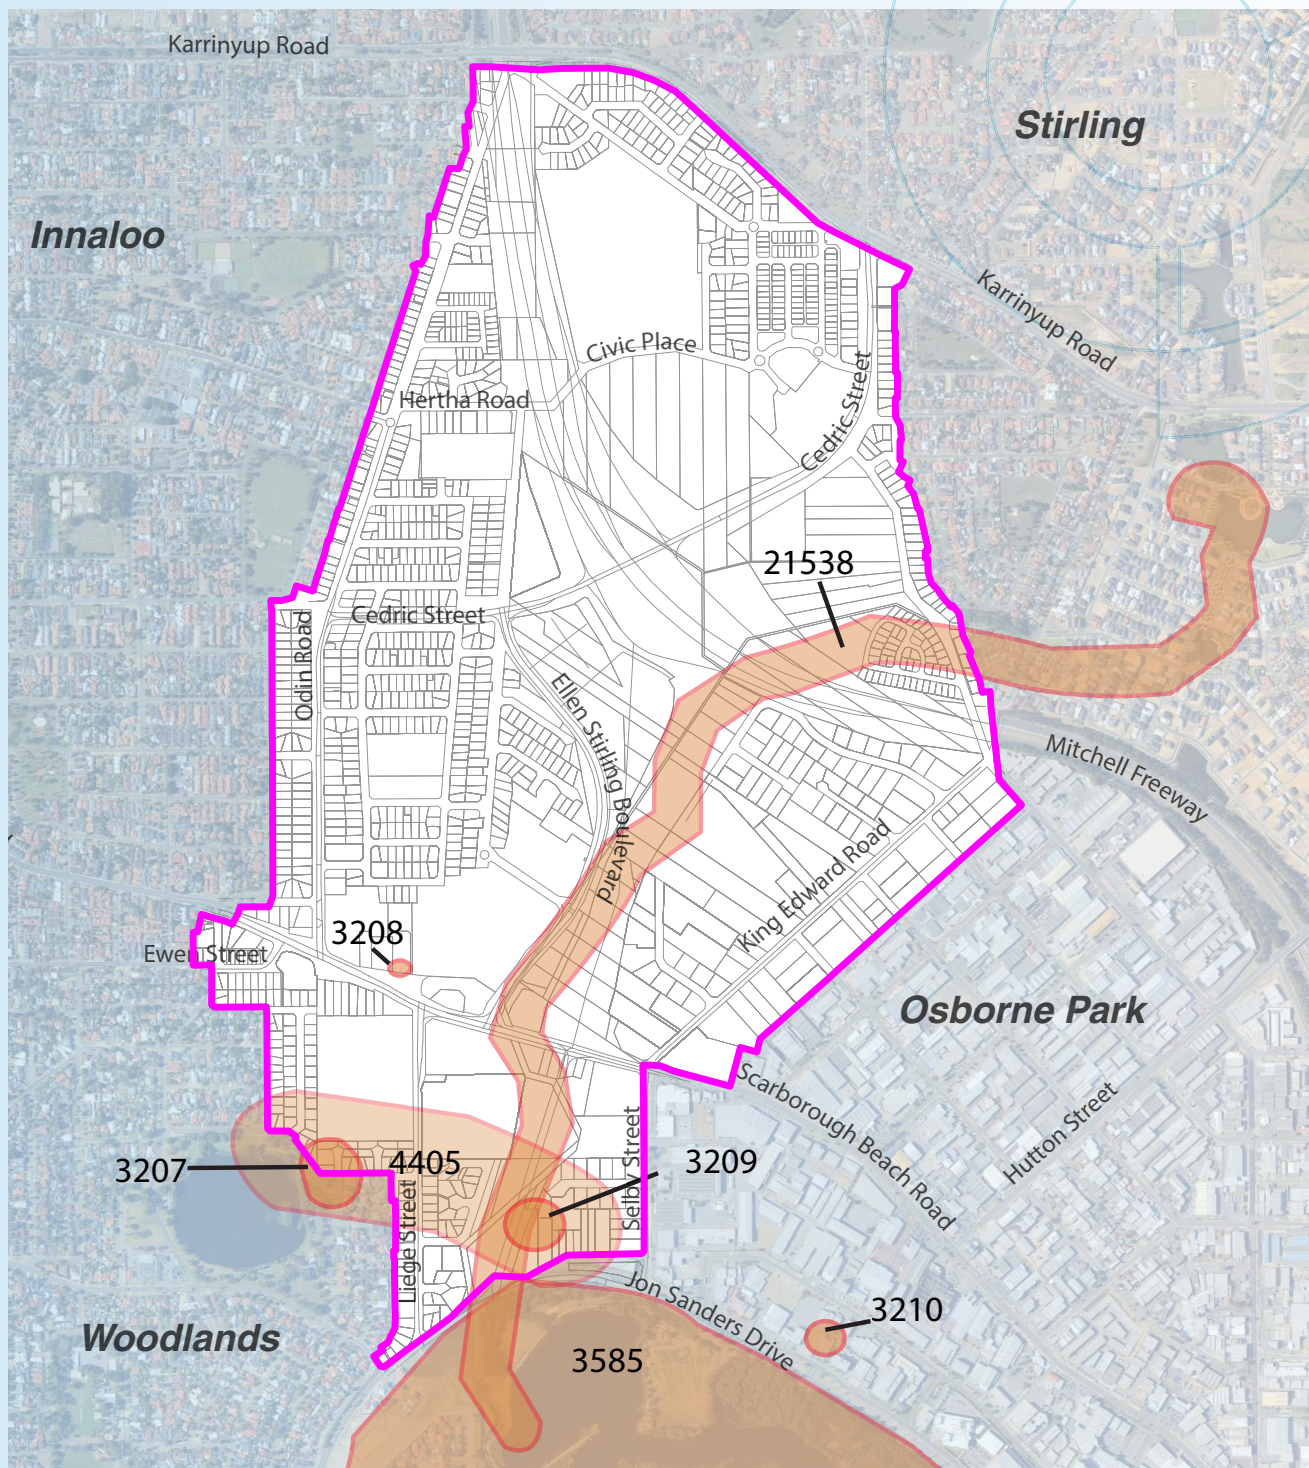 Karrinyup Road
Stirling
Innaloo
Karrinyup Road
Civic Place
Cedric Street
Hertha Road
21538
Cedric Street
Odin Road
Ellen Stirling Boulevard
Mitchell Freeway
King Edward Road
3208
Ewen Street
Osborne Park
Scarborough Beach Road
Hutton Street
Selby Street
3207
4405
3209
Liege Street
Jon Sanders Drive
3210
Woodlands
3585